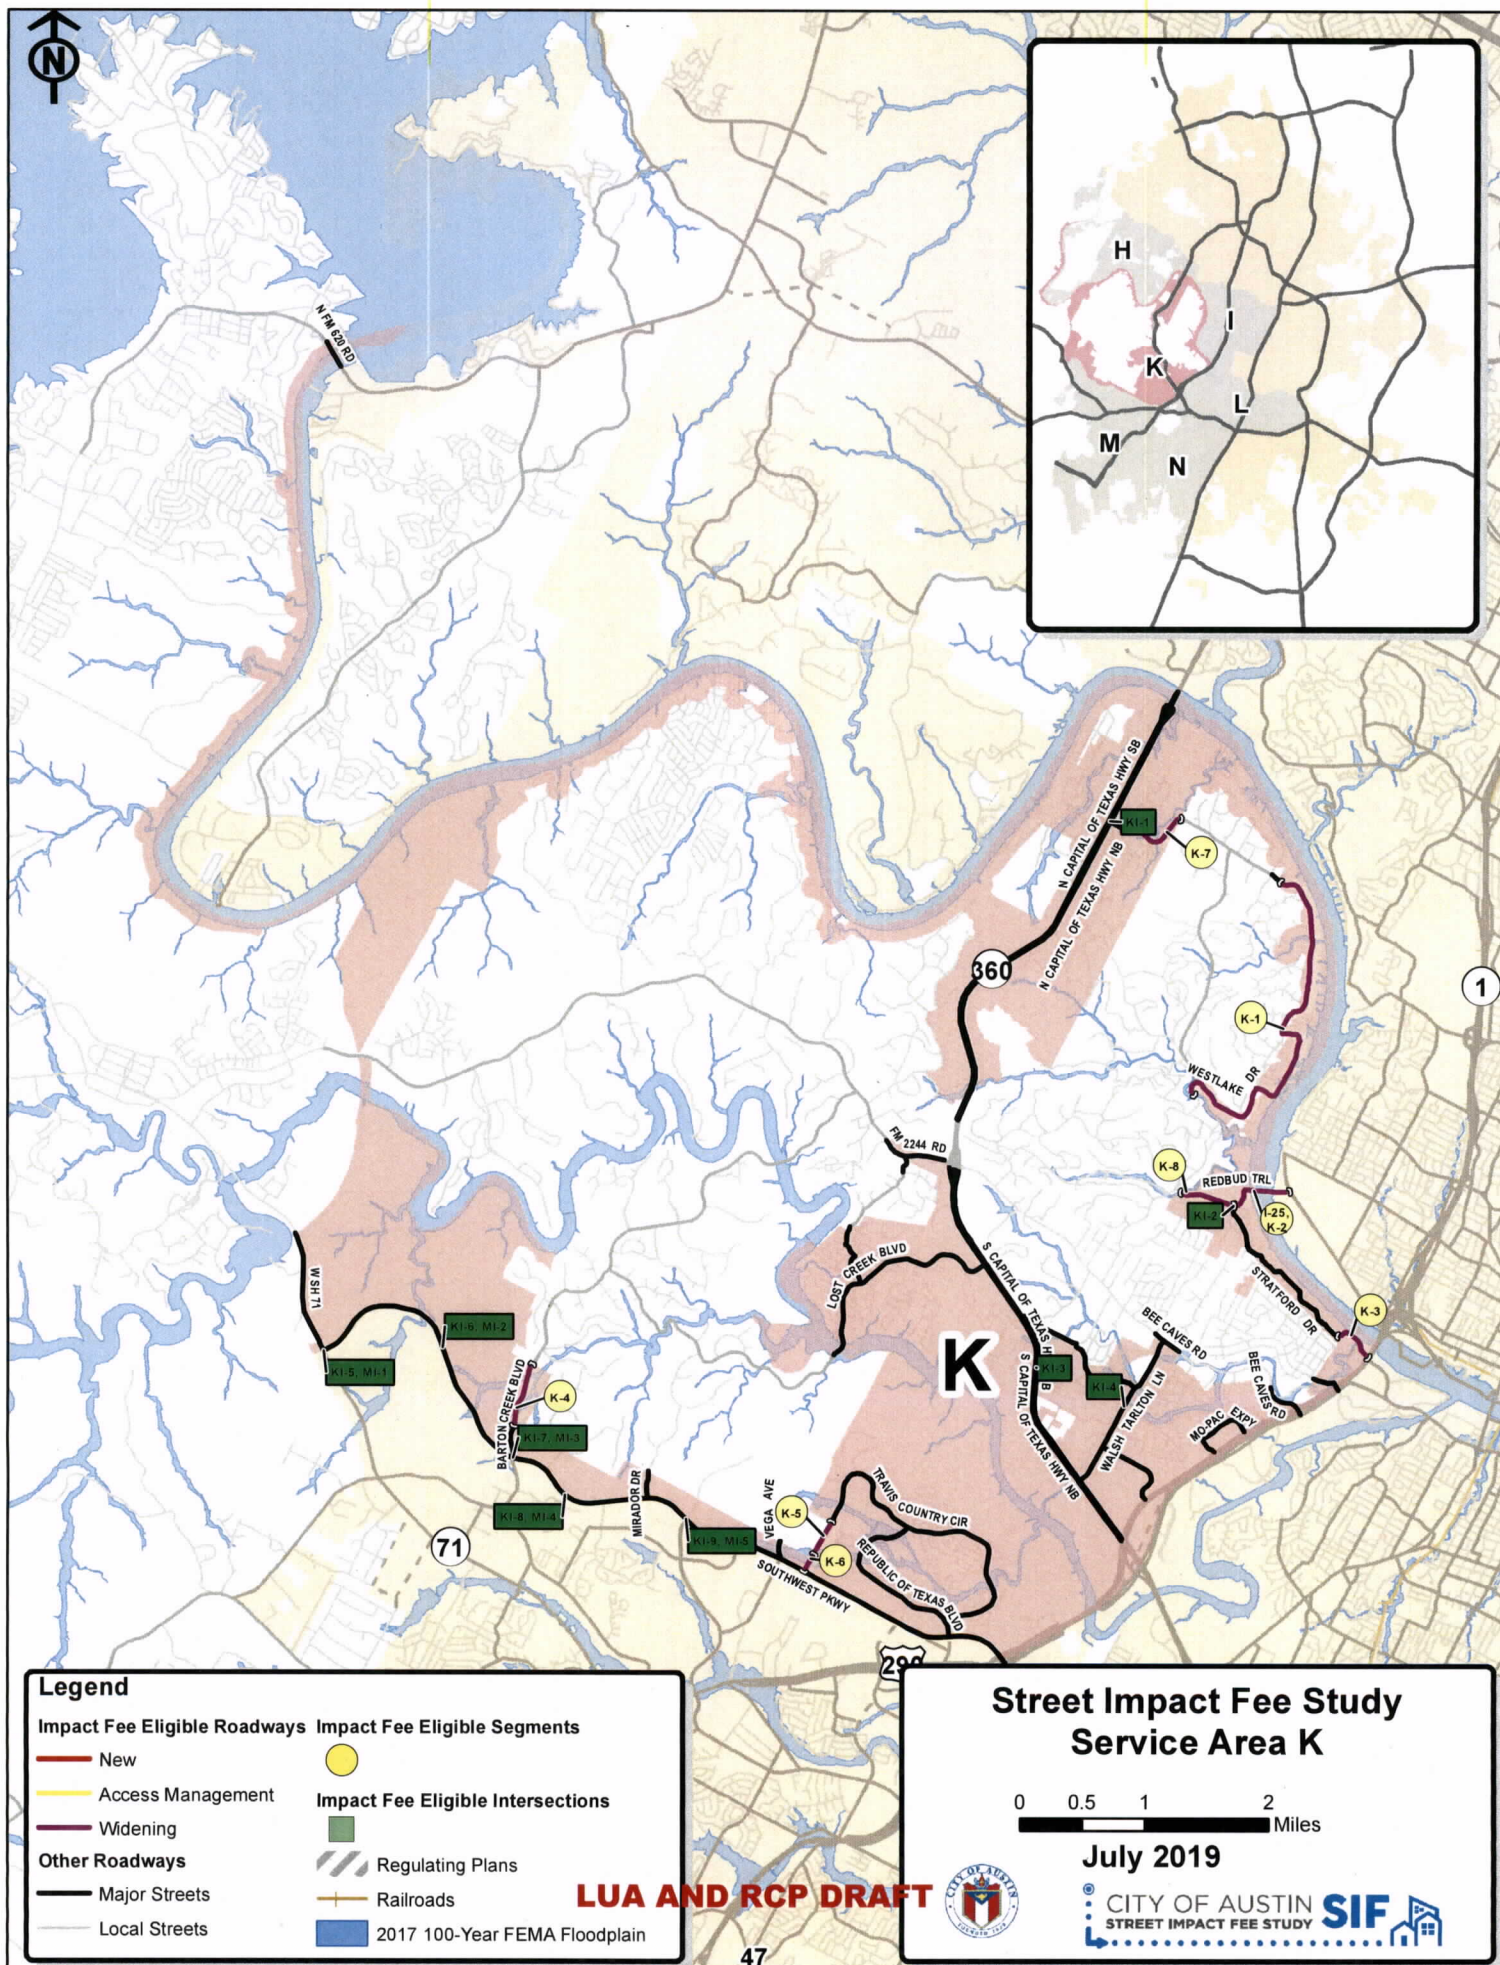 N
N FM 620 RD
H
I
K
L
M
N
N CAPITAL OF TEXAS HWY SB
N CAPITAL OF TEXAS HWY NB
KI-1
K-7
360
1
K-1
WESTLAKE DR
FM 2244 RD
K-8
REDBUD TRL
KI-2
I-25,
K-2
STRATFORD DR
K-3
W SH 71
LOST CREEK BLVD
S CAPITAL OF TEXAS H
B
S CAPITAL OF TEXAS HWY NB
K
BEE CAVES RD
BEE CAVES RD
KI-3
KI-4
WALSH TARLTON LN
MOPAC EXPY
KI-6, MI-2
KI-5, MI-1
BARTON CREEK BLVD
K-4
KI-7, MI-3
KI-8, MI-4
MIRADOR DR
KI-9, MI-5
VEGA AVE
K-5
K-6
TRAVIS COUNTRY CIR
REPUBLIC OF TEXAS BLVD
SOUTHWEST PKWY
71
290
Legend
Impact Fee Eligible Roadways
New
Access Management
Widening
Other Roadways
Major Streets
Local Streets
Impact Fee Eligible Segments
Impact Fee Eligible Intersections
Regulating Plans
Railroads
2017 100-Year FEMA Floodplain
LUA AND RCP DRAFT
47
Street Impact Fee Study
Service Area K
0 0.5 1 2
Miles
July 2019
CITY OF AUSTIN
CITY OF AUSTIN
STREET IMPACT FEE STUDY
SIF